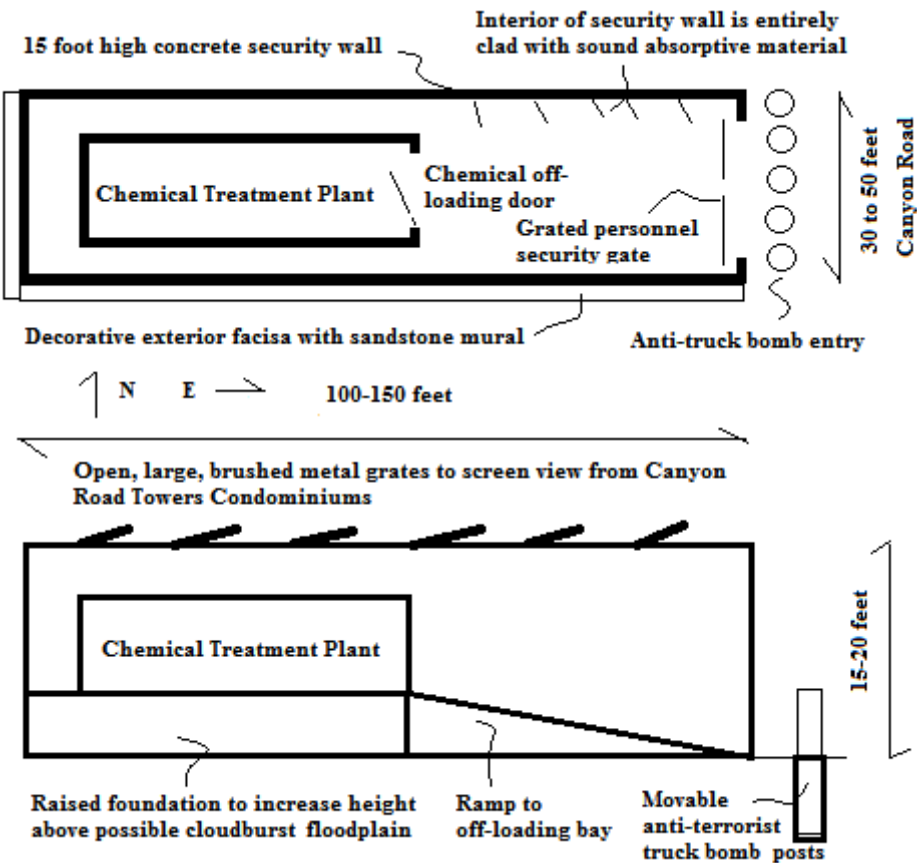 Interior of security wall is entirely
clad with sound absorptive material
15 foot high concrete security wall
Chemical Treatment Plant
Chemical off-
loading door
Grated personnel
security gate
30 to 50 feet
Canyon Road
Decorative exterior facisa with sandstone mural
Anti-truck bomb entry
N E
100-150 feet
Open, large, brushed metal grates to screen view from Canyon
Road Towers Condominiums
Chemical Treatment Plant
15-20 feet
Raised foundation to increase height
above possible cloudburst floodplain
Ramp to
off-loading bay
Movable
anti-terrorist
truck bomb posts